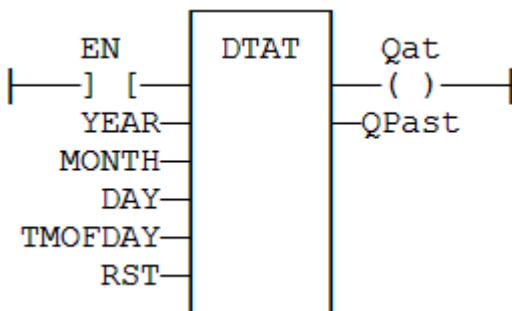 EN DTAT Qat
] [ ( )
YEAR QPast
MONTH
DAY
TMOFDAY
RST